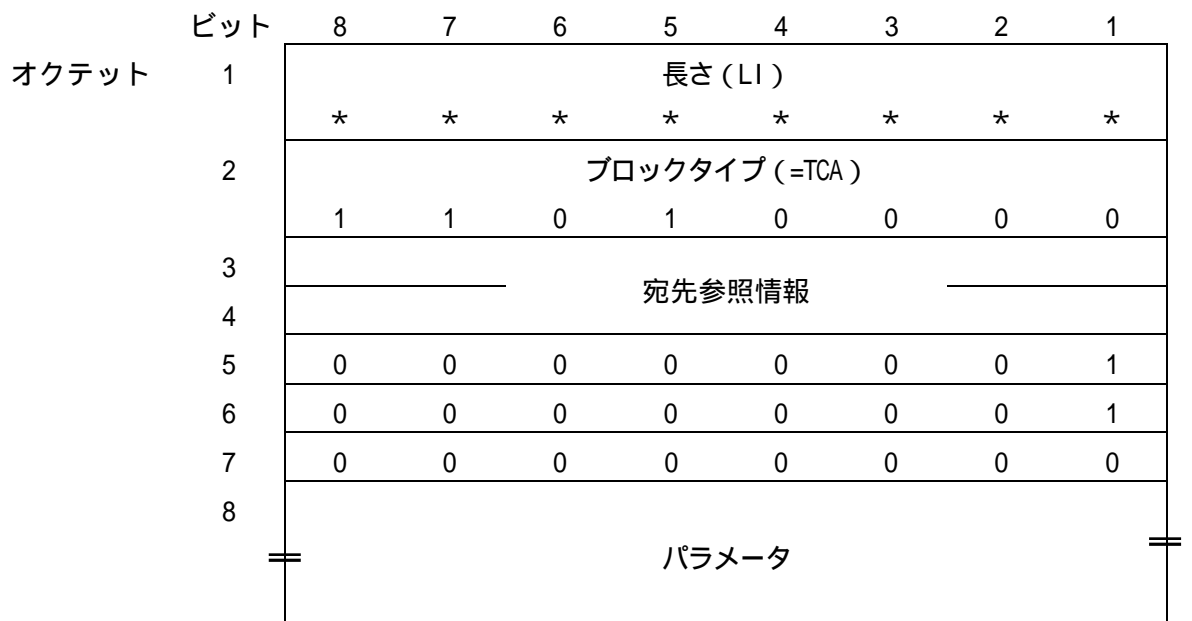 ビット 8 7 6 5 4 3 2 1
オクテット 1 長さ(LI)
* * * * * * * *
2 ブロックタイプ(=TCA)
1 1 0 1 0 0 0 0
3
宛先参照情報
4
5 0 0 0 0 0 0 0 1
6 0 0 0 0 0 0 0 1
7 0 0 0 0 0 0 0 0
8
パラメータ